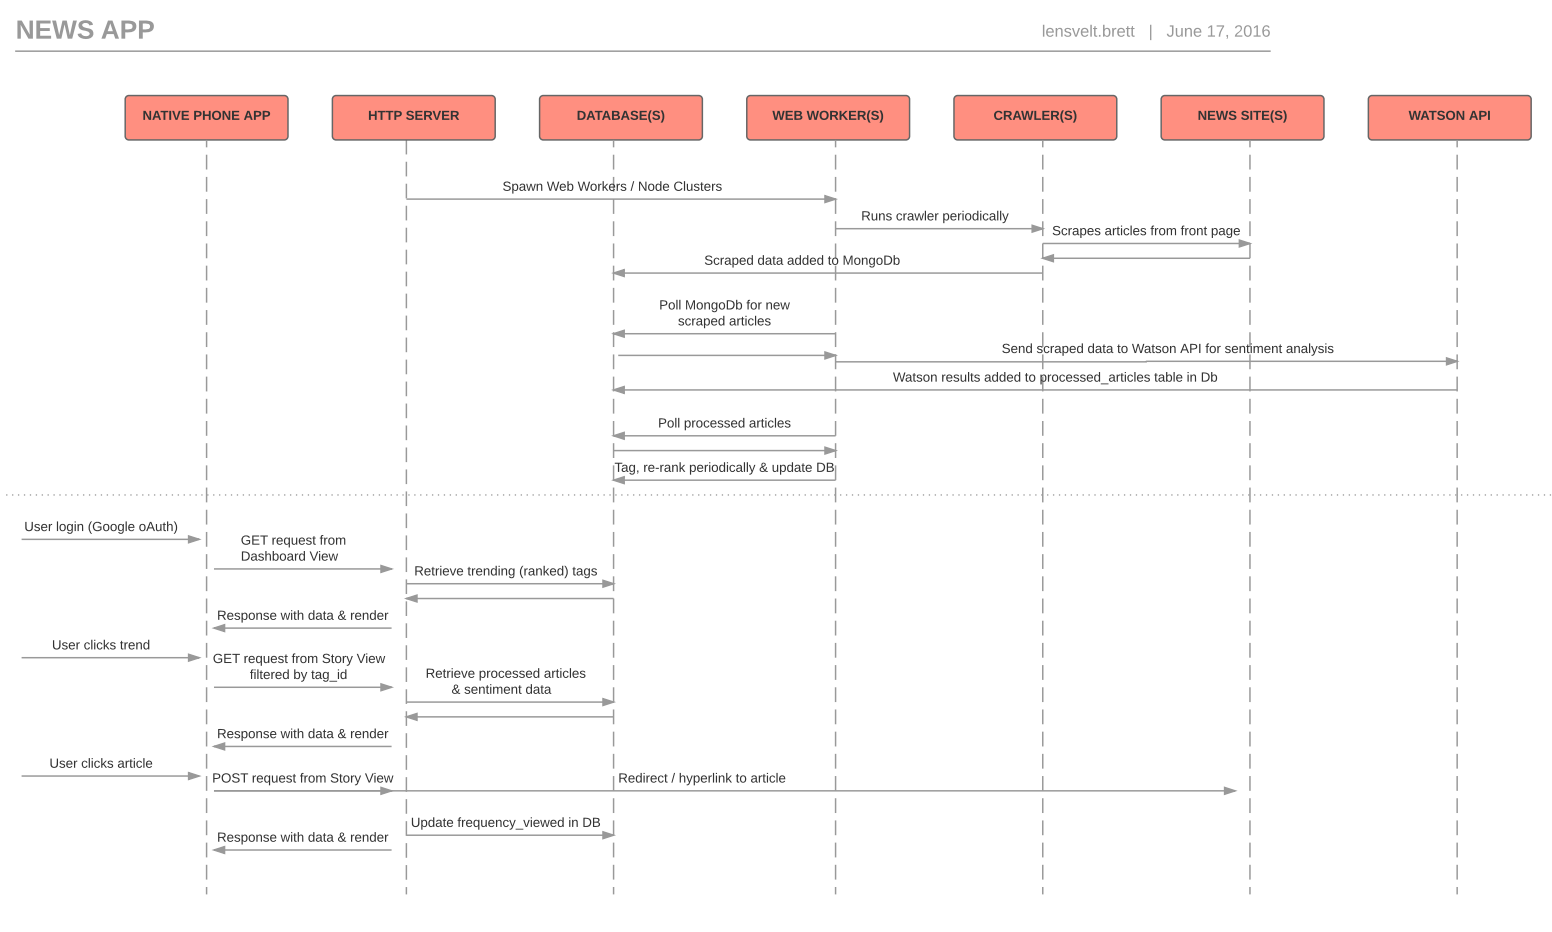 NEWS APP
lensvelt.brett | June 17, 2016
NATIVE PHONE APP
HTTP SERVER
DATABASE(S)
WEB WORKER(S)
CRAWLER(S)
NEWS SITE(S)
WATSON API
Spawn Web Workers / Node Clusters
Runs crawler periodically
Scrapes articles from front page
Scraped data added to MongoDb
Poll MongoDb for new
scraped articles
Send scraped data to Watson API for sentiment analysis
Watson results added to processed_articles table in Db
Poll processed articles
Tag, re-rank periodically & update DB
User login (Google oAuth)
GET request from
Dashboard View
Retrieve trending (ranked) tags
Response with data & render
User clicks trend
GET request from Story View
filtered by tag_id
Retrieve processed articles
& sentiment data
Response with data & render
User clicks article
POST request from Story View
Redirect / hyperlink to article
Update frequency_viewed in DB
Response with data & render